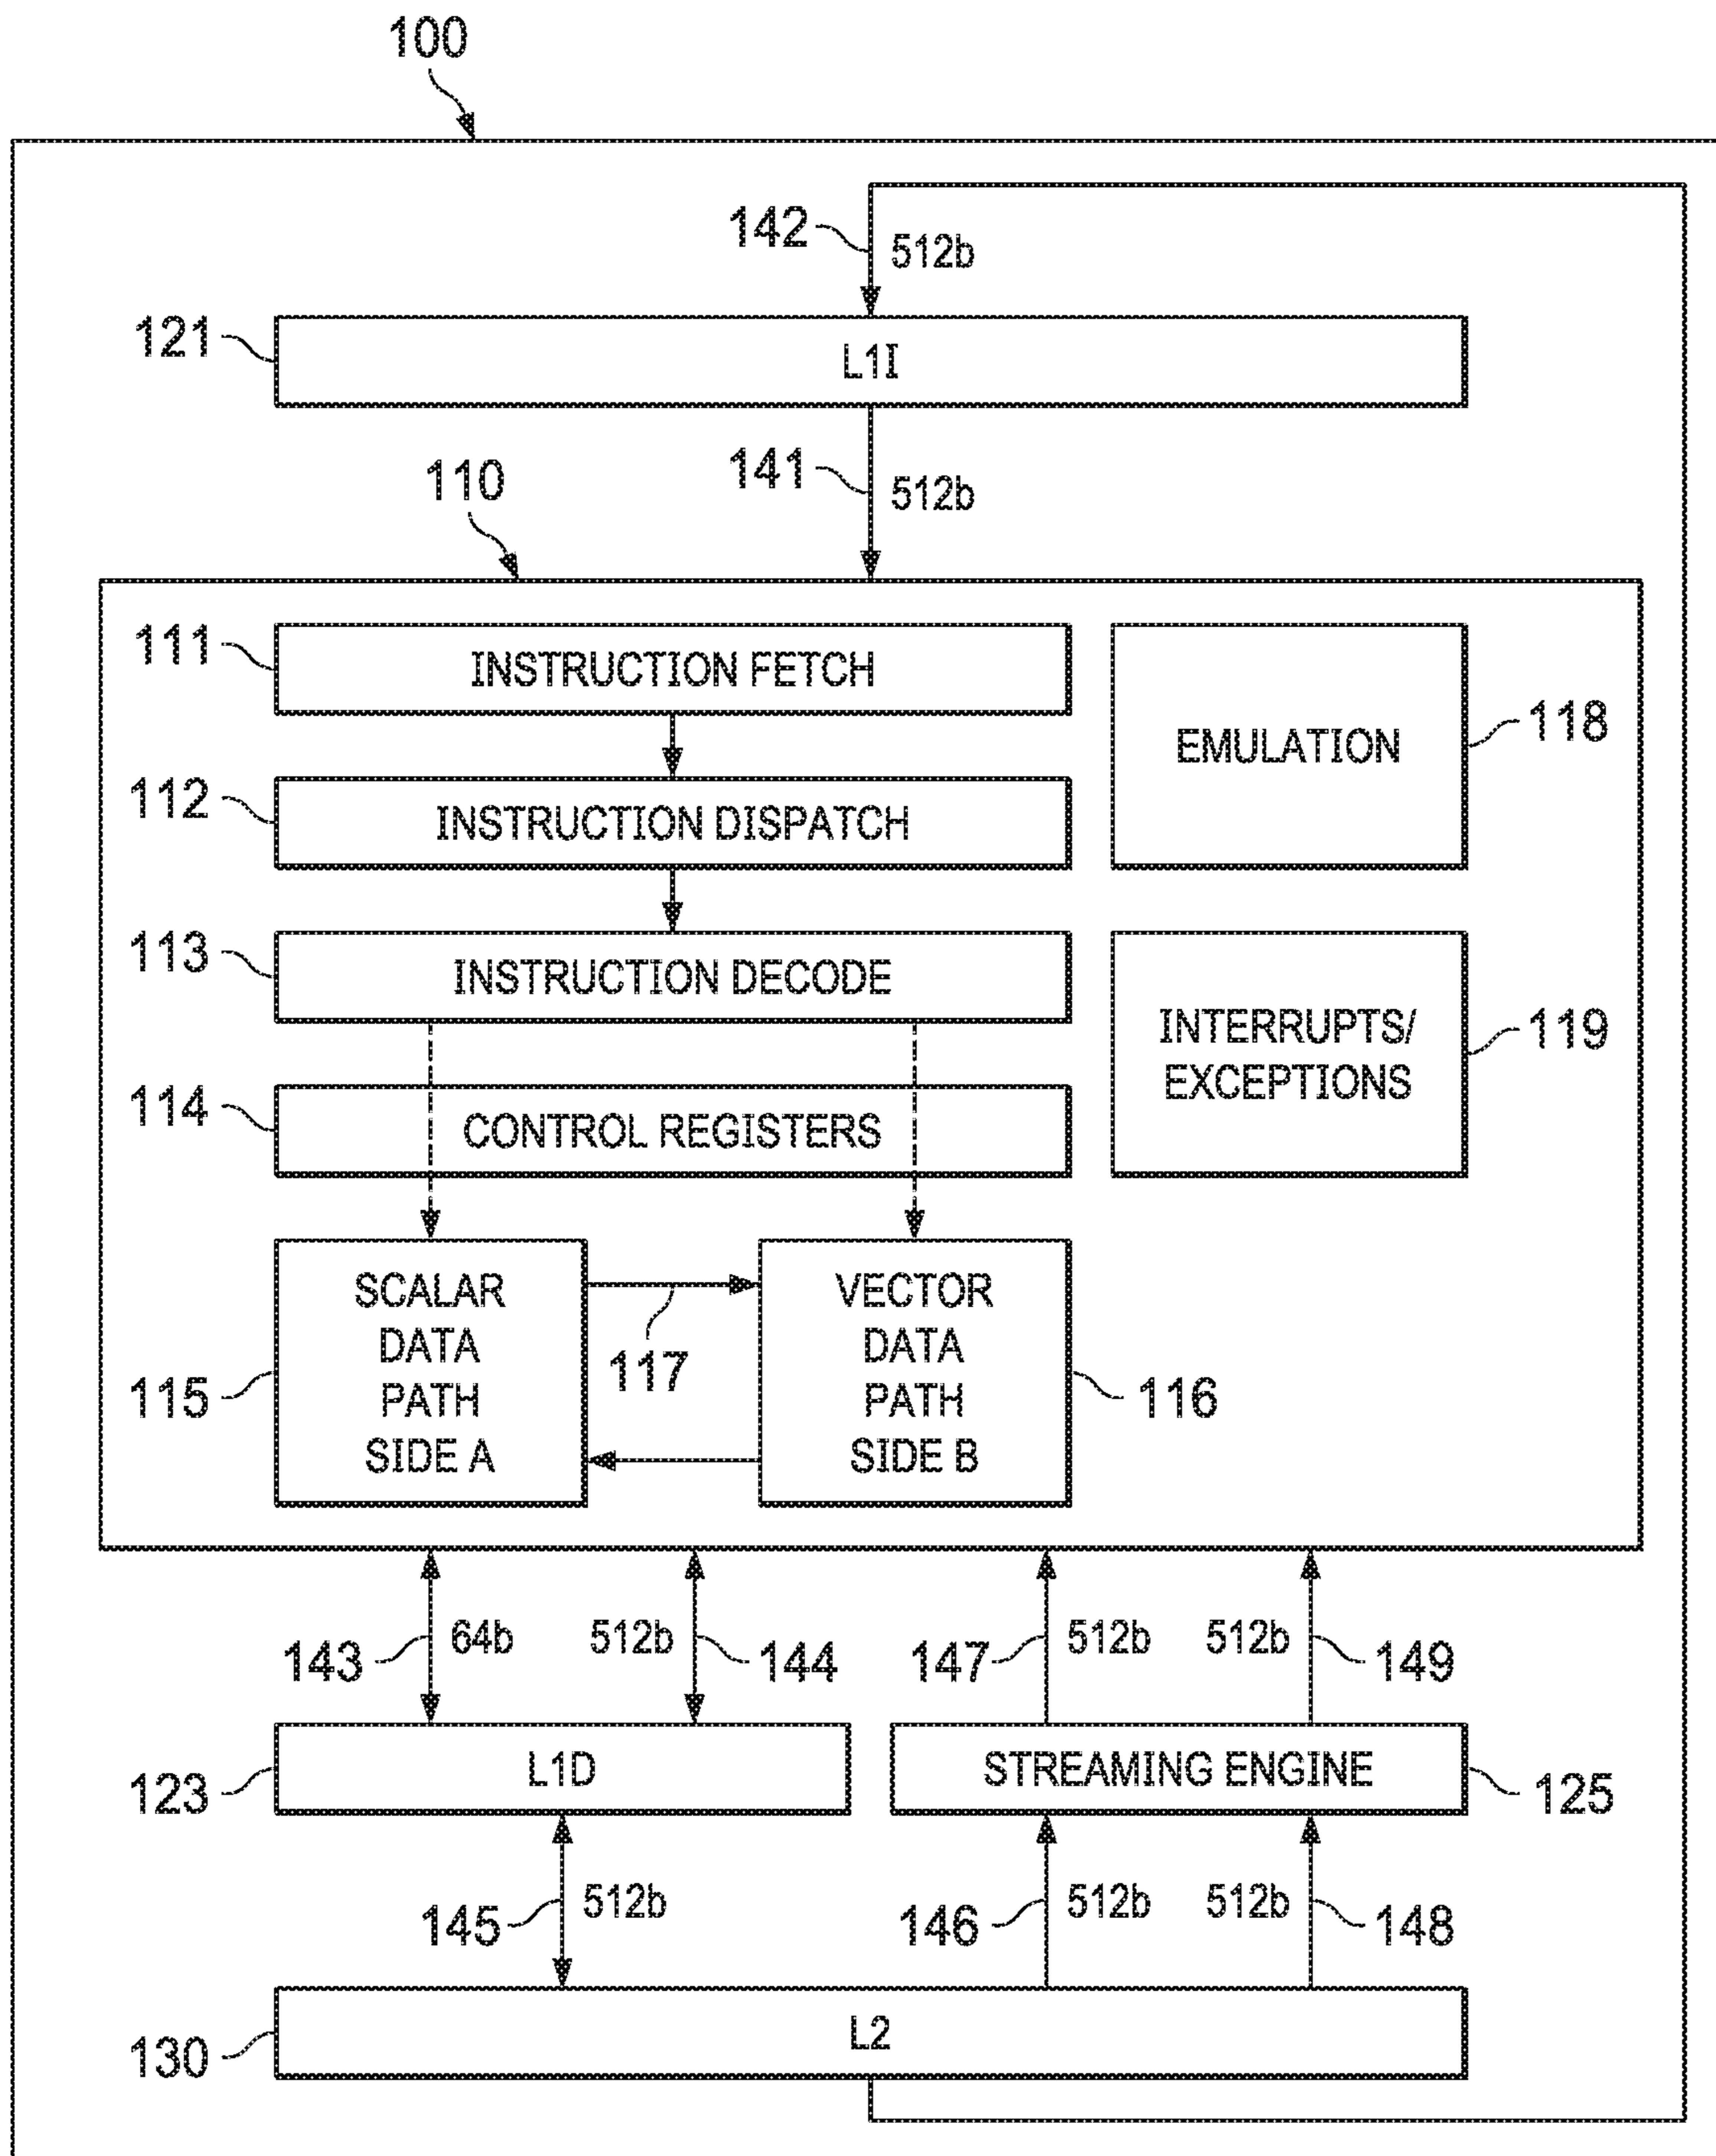 100
142
512b
121
L1I
141
512b
110
111
INSTRUCTION FETCH
EMULATION
118
112
INSTRUCTION DISPATCH
113
INSTRUCTION DECODE
INTERRUPTS/
EXCEPTIONS
119
114
CONTROL REGISTERS
SCALAR
DATA
PATH
SIDE A
115
117
VECTOR
DATA
PATH
SIDE B
116
143
64b
512b
144
147
512b
512b
149
123
L1D
STREAMING ENGINE
125
145
512b
146
512b
512b
148
130
L2